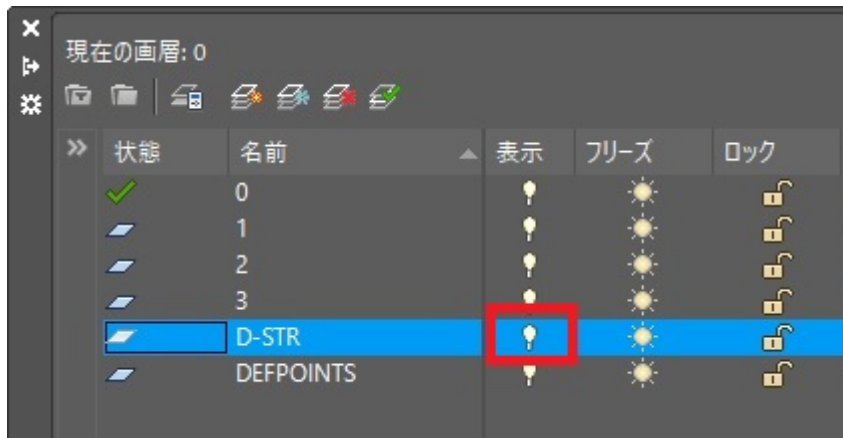 現在の画層: 0
状態 名前 表示 フリーズ ロック
0
1
2
3
D-STR
DEFPOINTS